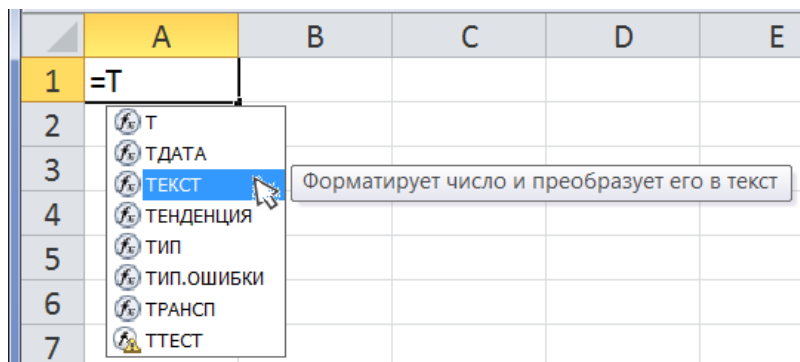 A B C D E
1 =Т
2 Т
ТДАТА
3 ТЕКСТ Форматирует число и преобразует его в текст
4 ТЕНДЕНЦИЯ
5 ТИП
ТИП.ОШИБКИ
6 ТРАНСП
7 ТТЕСТ